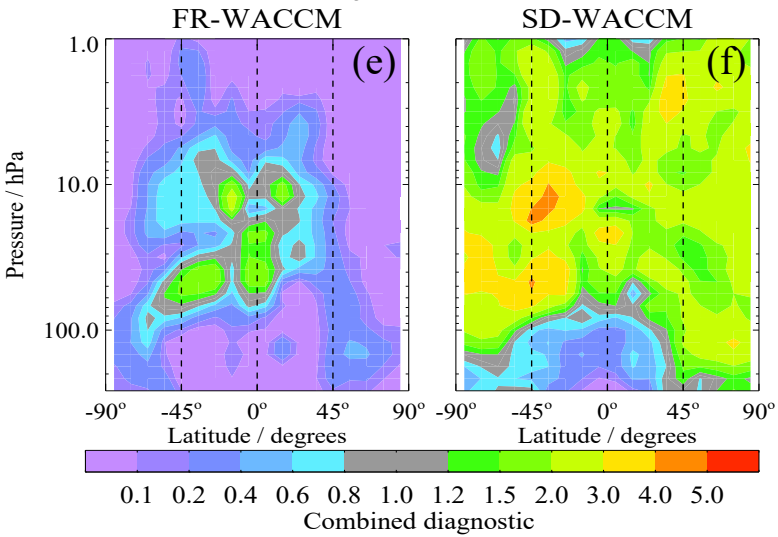 FR-WACCM SD-WACCM
(e) (f)
1.0
10.0
100.0
Pressure / hPa
-90° -45° 0° 45° 90° -90° -45° 0° 45° 90°
Latitude / degrees Latitude / degrees
0.1 0.2 0.4 0.6 0.8 1.0 1.2 1.5 2.0 3.0 4.0 5.0
Combined diagnostic